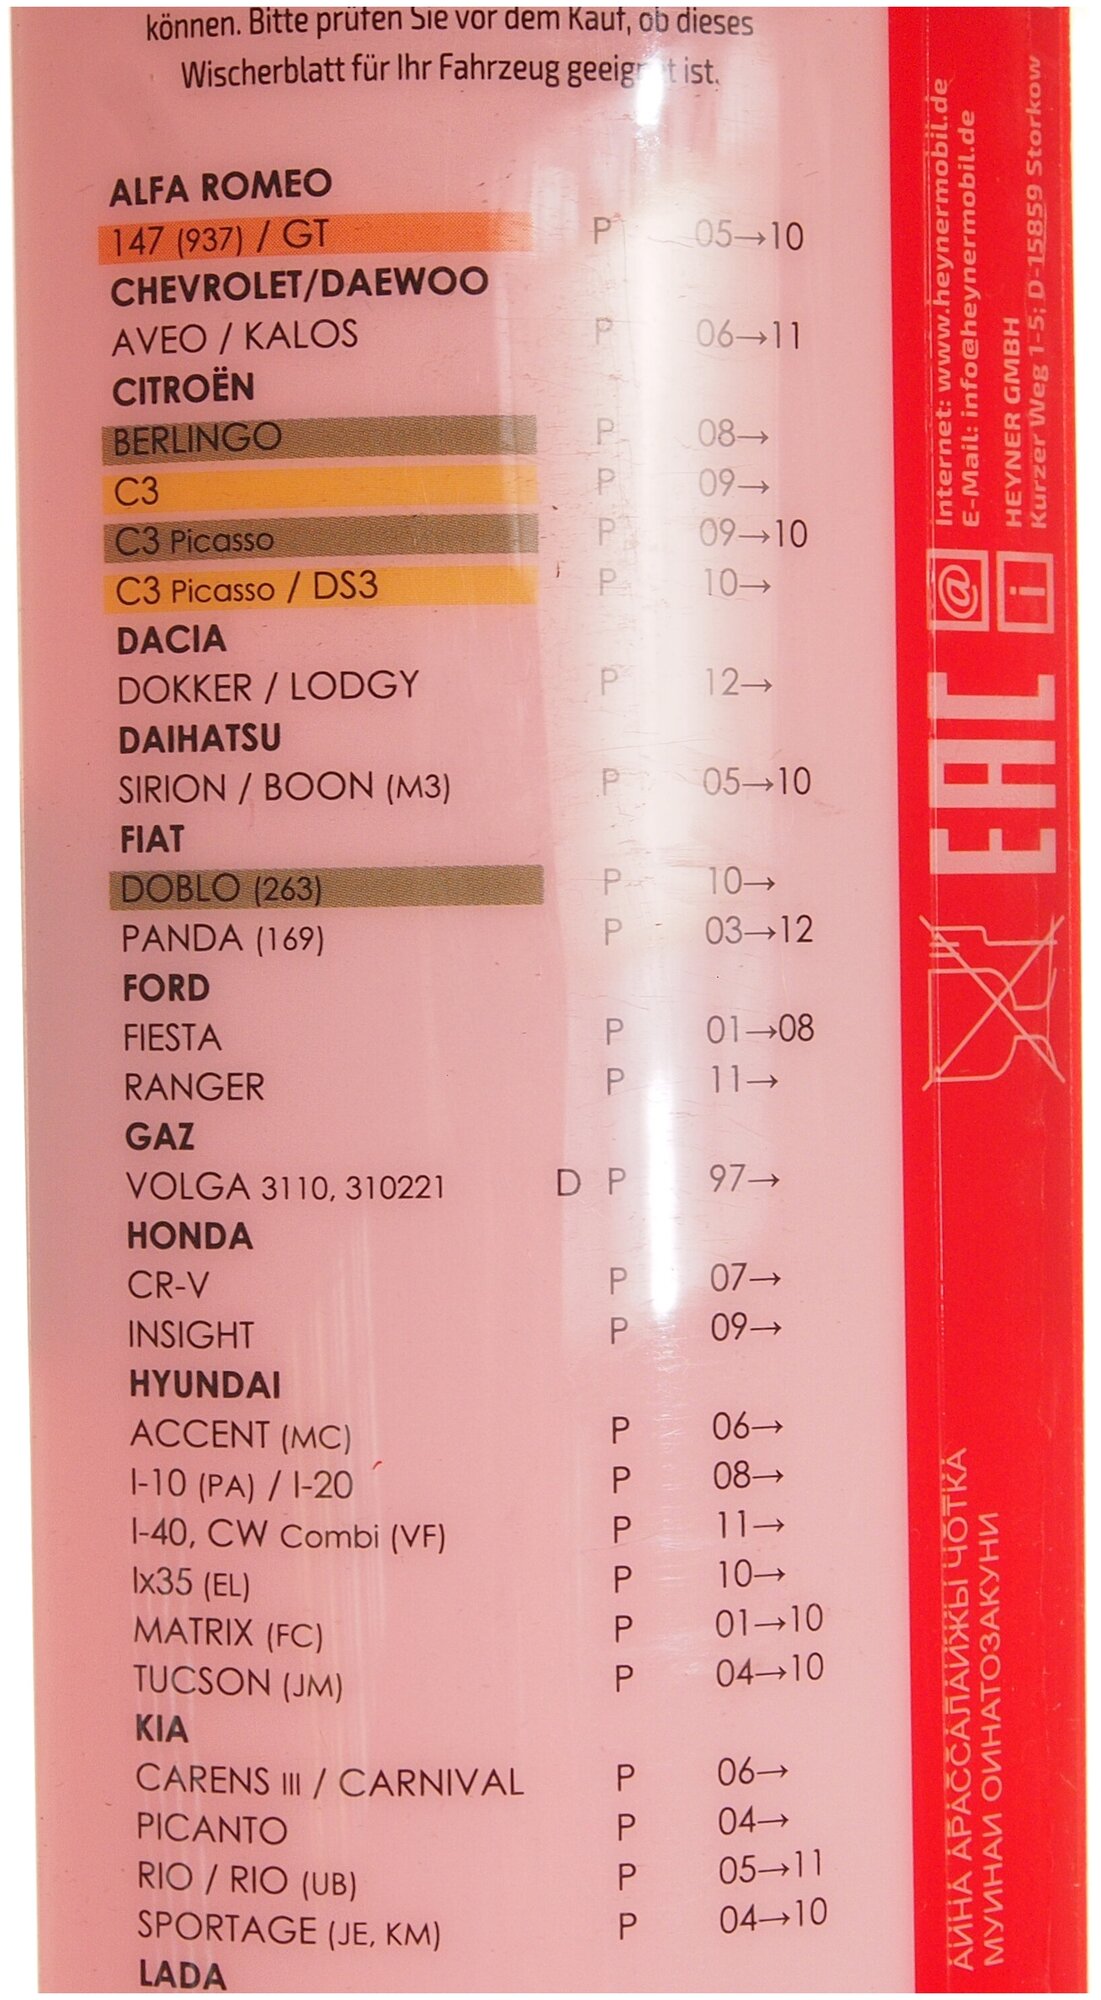 können. Bitte prüfen Sie vor dem Kauf, ob dieses
Wischerblatt für Ihr Fahrzeug geeignet ist.
ALFA ROMEO
147 (937) / GT P 05→10
CHEVROLET/DAEWOO
AVEO / KALOS P 06→11
CITROËN
BERLINGO P 08→
C3 P 09→
C3 Picasso P 09→10
C3 Picasso / DS3 P 10→
DACIA
DOKKER / LODGY P 12→
DAIHATSU
SIRION / BOON (M3) P 05→10
FIAT
DOBLO (263) P 10→
PANDA (169) P 03→12
FORD
FIESTA P 01→08
RANGER P 11→
GAZ
VOLGA 3110, 310221 D P 97→
HONDA
CR-V P 07→
INSIGHT P 09→
HYUNDAI
ACCENT (MC) P 06→
I-10 (PA) / I-20 P 08→
I-40, CW Combi (VF) P 11→
Ix35 (EL) P 10→
MATRIX (FC) P 01→10
TUCSON (JM) P 04→10
KIA
CARENS III / CARNIVAL P 06→
PICANTO P 04→
RIO / RIO (UB) P 05→11
SPORTAGE (JE, KM) P 04→10
LADA
Internet: www.heynermobil.de
E-Mail: info@heynermobil.de
HEYNER GMBH
Kurzer Weg 1-5; D-15859 Storkow
@
i
EAC
АЙНА АРАССАЛАЙЖЫ ЧОТКА
МУИНАИ ОИНАТОЗАКУНИ